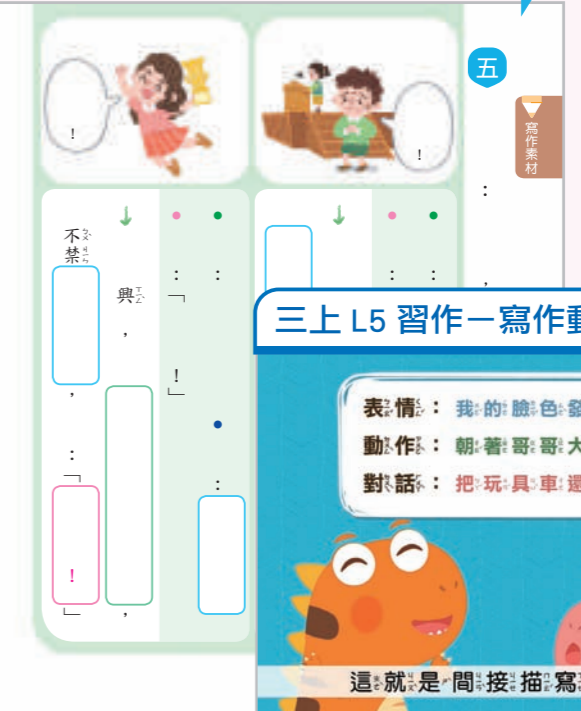 五
寫作素材
：，
！
！
：
：「
：
：「！」
：
興，，
不禁，：「！」
三上 L5 習作－寫作
表情： 我的臉色
動作： 朝著哥哥大
對話： 把玩具車還
這就是間接描寫